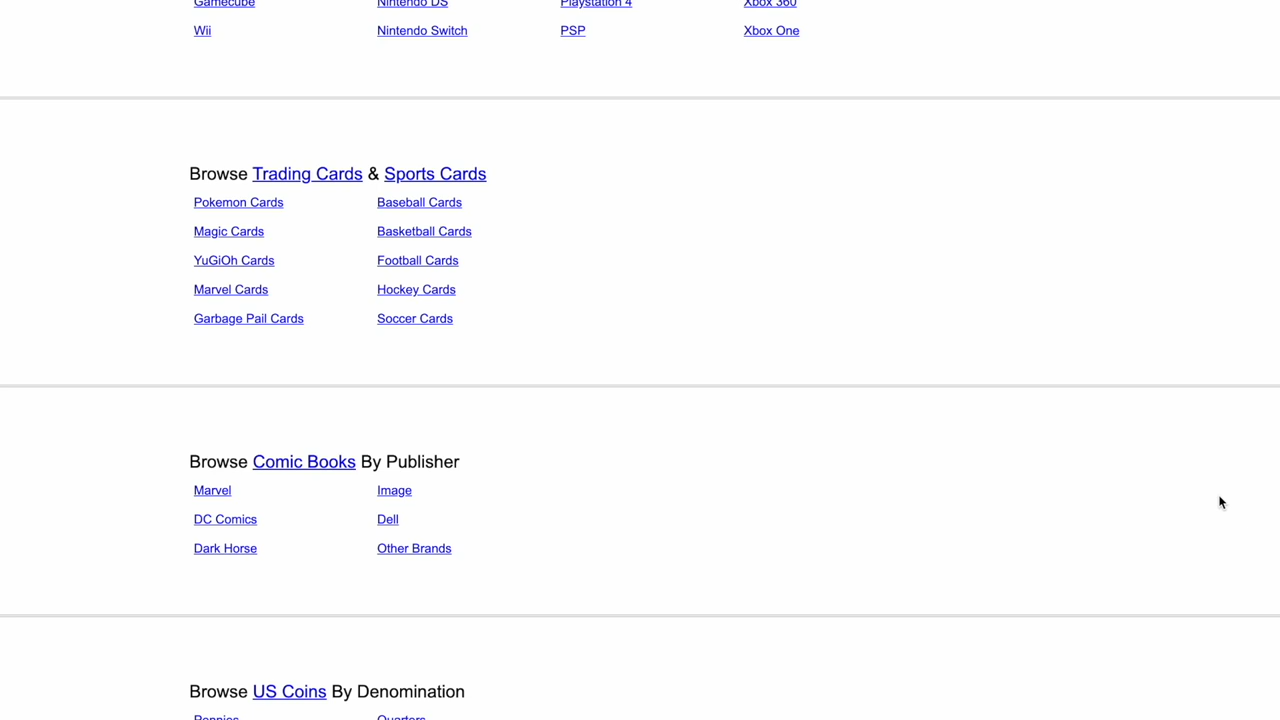 Gamecube Nintendo DS Playstation 4 Xbox 360
Wii Nintendo Switch PSP Xbox One
Browse Trading Cards & Sports Cards
Pokemon Cards Baseball Cards
Magic Cards Basketball Cards
YuGiOh Cards Football Cards
Marvel Cards Hockey Cards
Garbage Pail Cards Soccer Cards
Browse Comic Books By Publisher
Marvel Image
DC Comics Dell
Dark Horse Other Brands
Browse US Coins By Denomination
Pennies Quarters